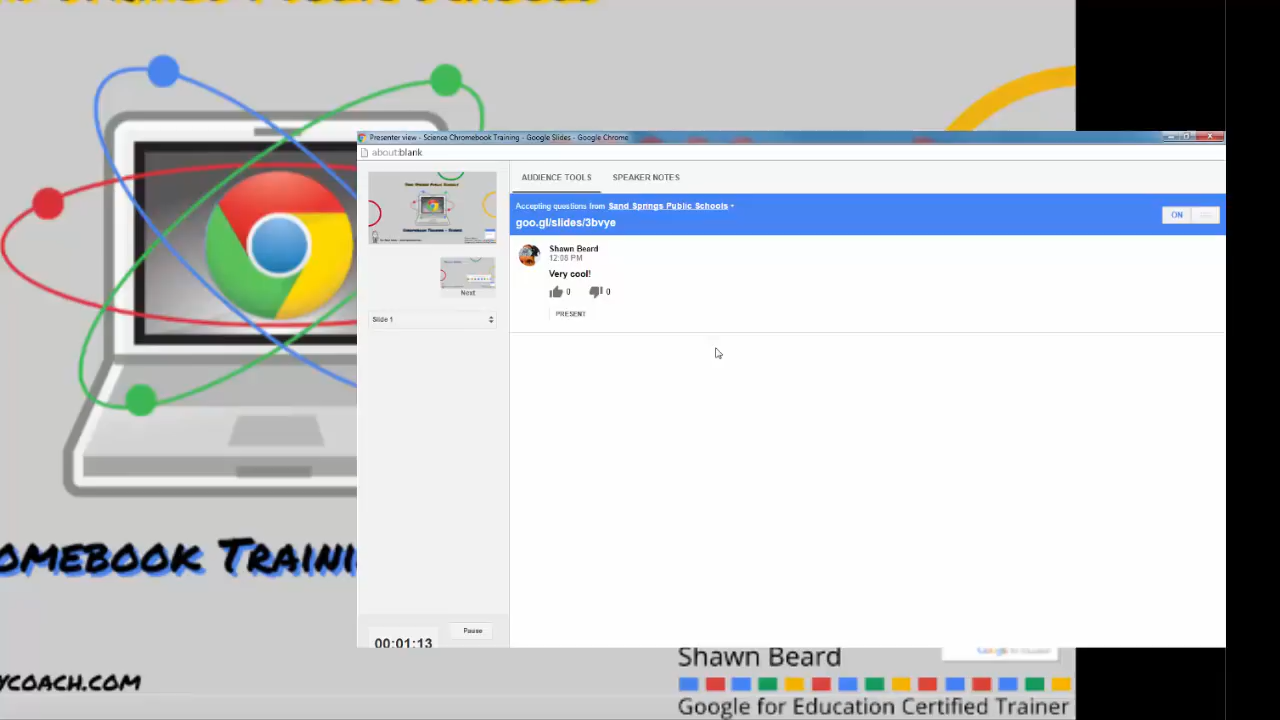 Presenter view - Science Chromebook Training - Google Slides - Google Chrome
about:blank
AUDIENCE TOOLS
SPEAKER NOTES
Accepting questions from Sand Springs Public Schools
goo.gl/slides/3bvye
ON
Shawn Beard
12:08 PM
Very cool!
0
0
PRESENT
Next
Slide 1
Pause
00:01:13
OMEBOOK TRAINI
YCOACH.COM
Shawn Beard
Google for Education Certified Trainer